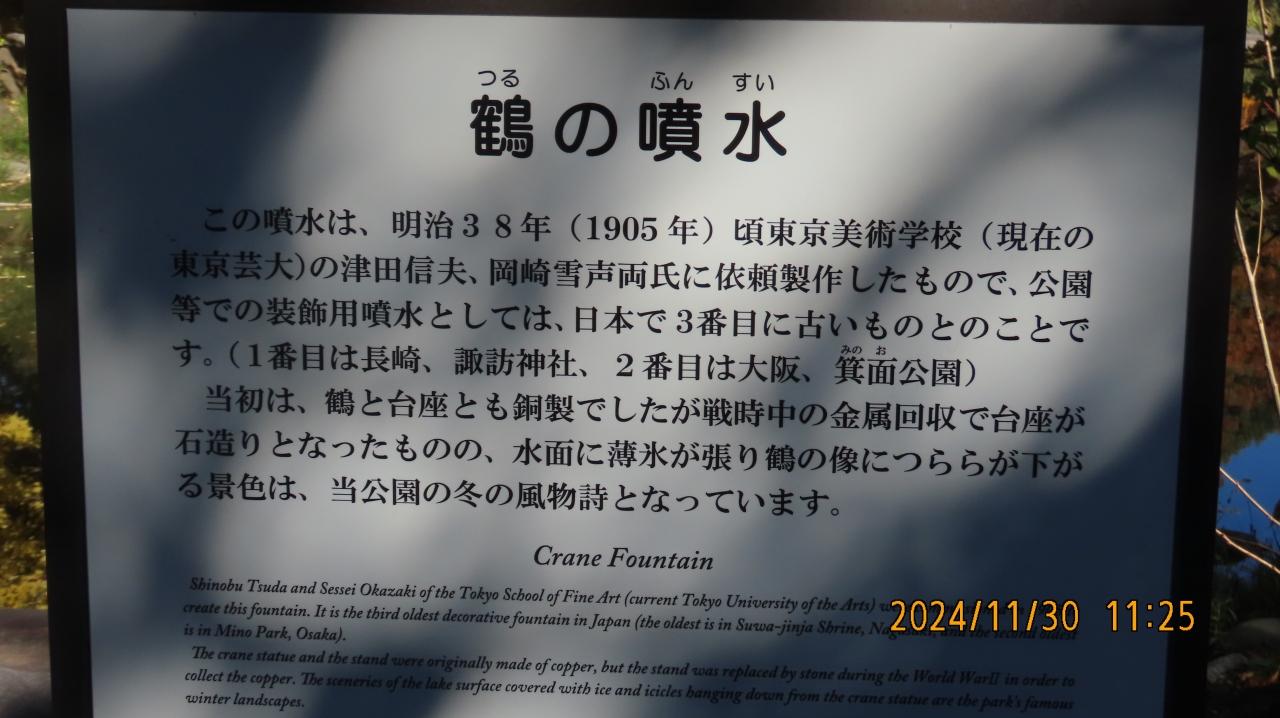 つる ふん すい
鶴の噴水
この噴水は、明治38年（1905年）頃東京美術学校（現在の
東京芸大）の津田信夫、岡崎雪声両氏に依頼製作したもので、公園
等での装飾用噴水としては、日本で3番目に古いものとのことで
す。（1番目は長崎、諏訪神社、2番目は大阪、箕面公園）
みの お
当初は、鶴と台座とも銅製でしたが戦時中の金属回収で台座が
石造りとなったものの、水面に薄氷が張り鶴の像につららが下が
る景色は、当公園の冬の風物詩となっています。
Crane Fountain
Shinobu Tsuda and Sessei Okazaki of the Tokyo School of Fine Art (current Tokyo University of the Arts)
create this fountain. It is the third oldest decorative fountain in Japan (the oldest is in Suwa-jinja Shrine, Nagasaki, and the second oldest
is in Mino Park, Osaka).
The crane statue and the stand were originally made of copper, but the stand was replaced by stone during the World WarII in order to
collect the copper. The sceneries of the lake surface covered with ice and icicles hanging down from the crane statue are the park's famous
winter landscapes.
2024/11/30 11:25